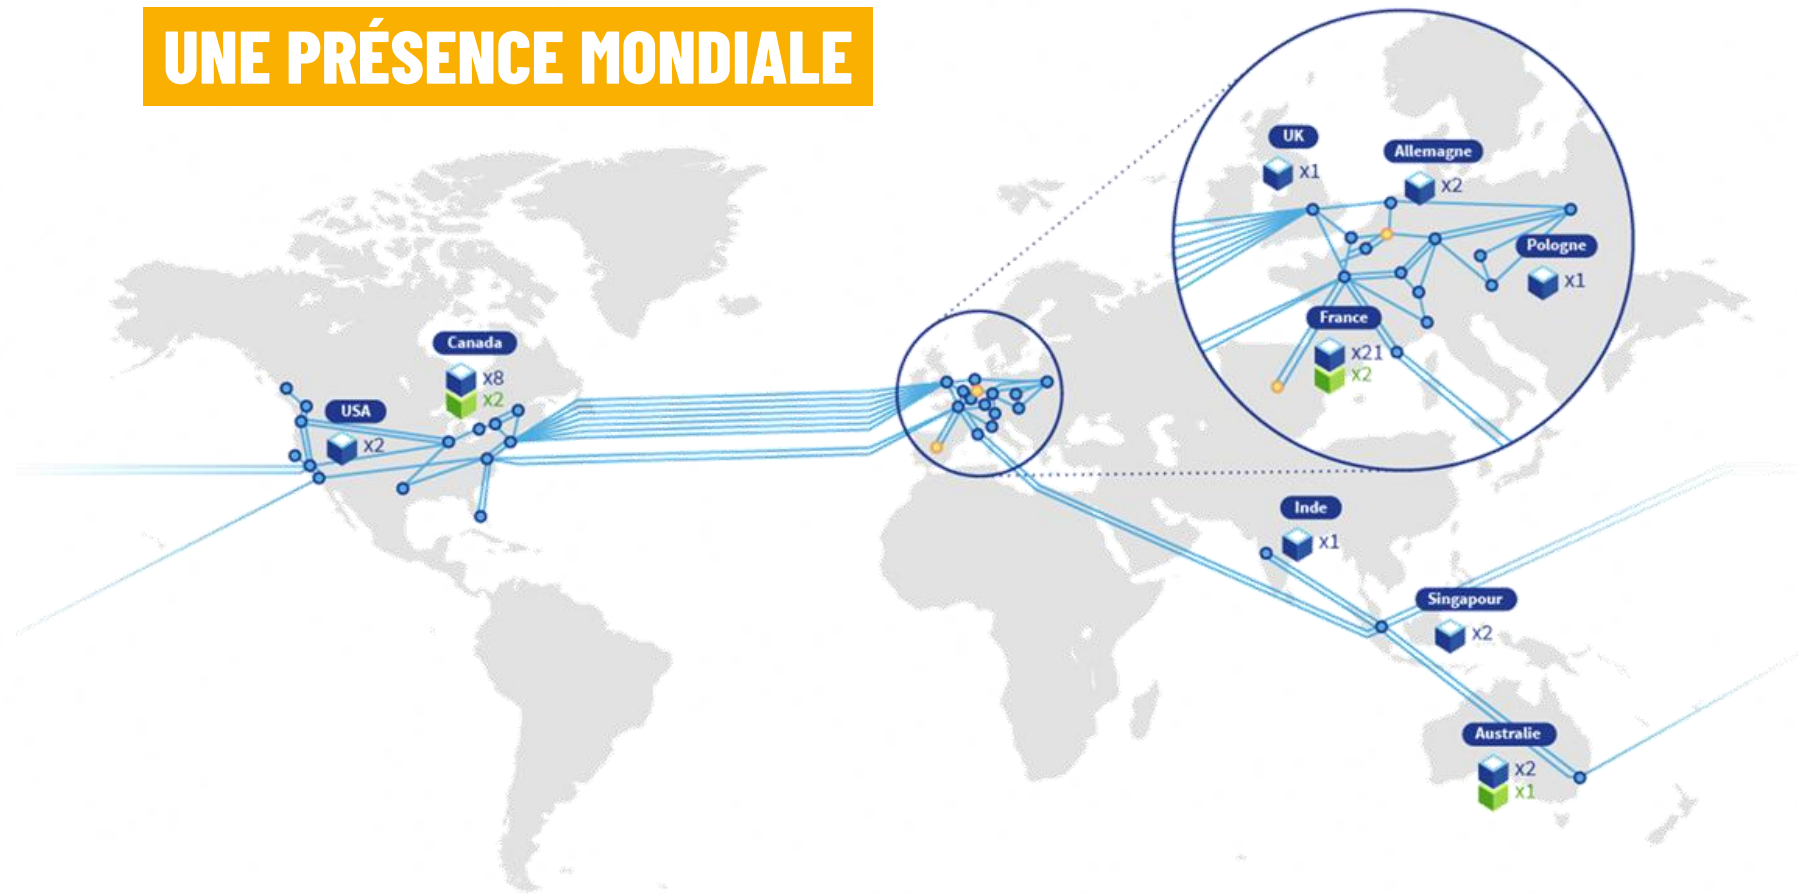 UNE PRÉSENCE MONDIALE
UK
x1
Allemagne
x2
Pologne
x1
France
x21
x2
Canada
x8
x2
USA
x2
Inde
x1
Singapour
x2
Australie
x2
x1